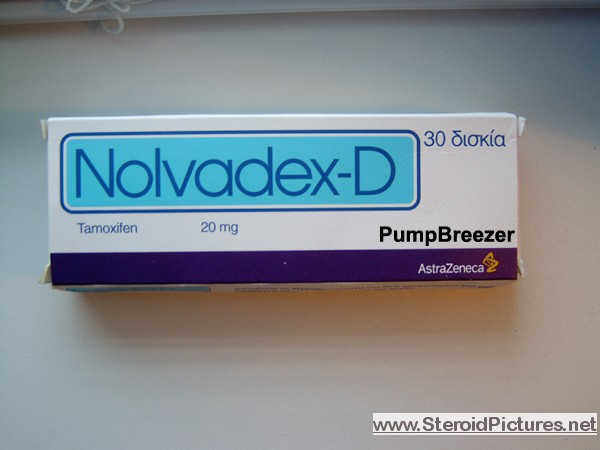 30 δισκία
Nolvadex-D
Tamoxifen 20 mg
PumpBreezer
AstraZeneca
www.SteroidPictures.net